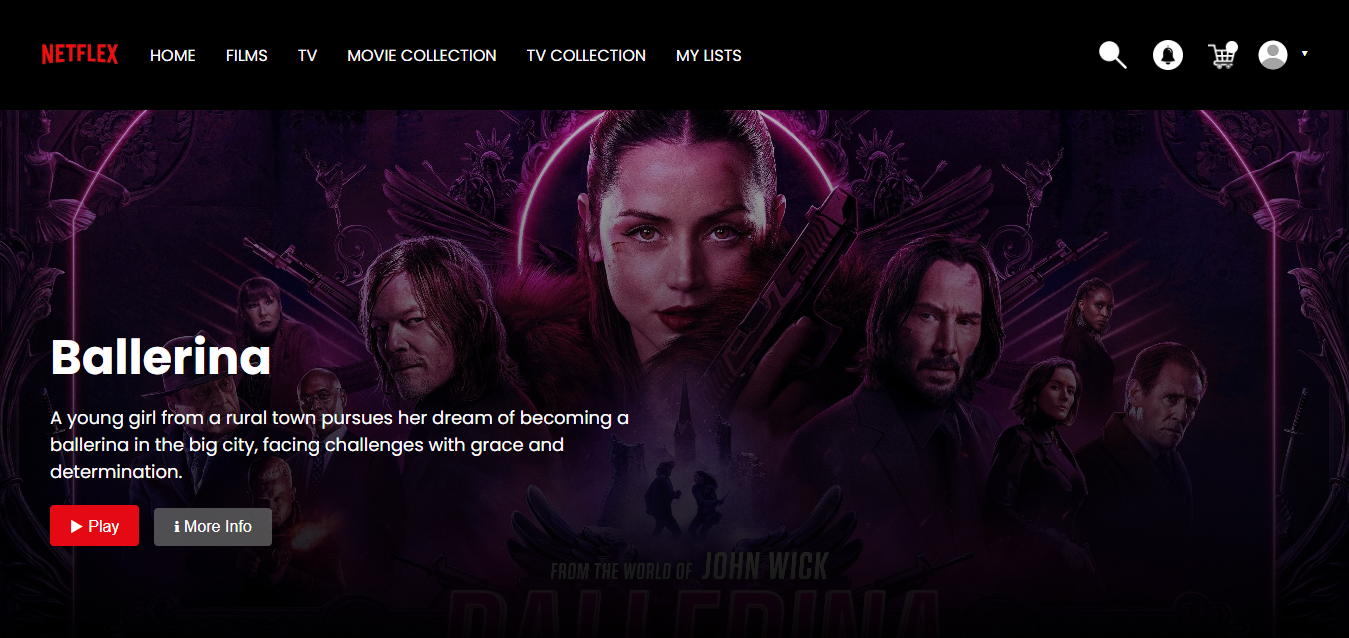 NETFLEX HOME FILMS TV MOVIE COLLECTION TV COLLECTION MY LISTS
Ballerina
A young girl from a rural town pursues her dream of becoming a
ballerina in the big city, facing challenges with grace and
determination.
Play
More Info
FROM THE WORLD OF JOHN WICK
BALLERINA